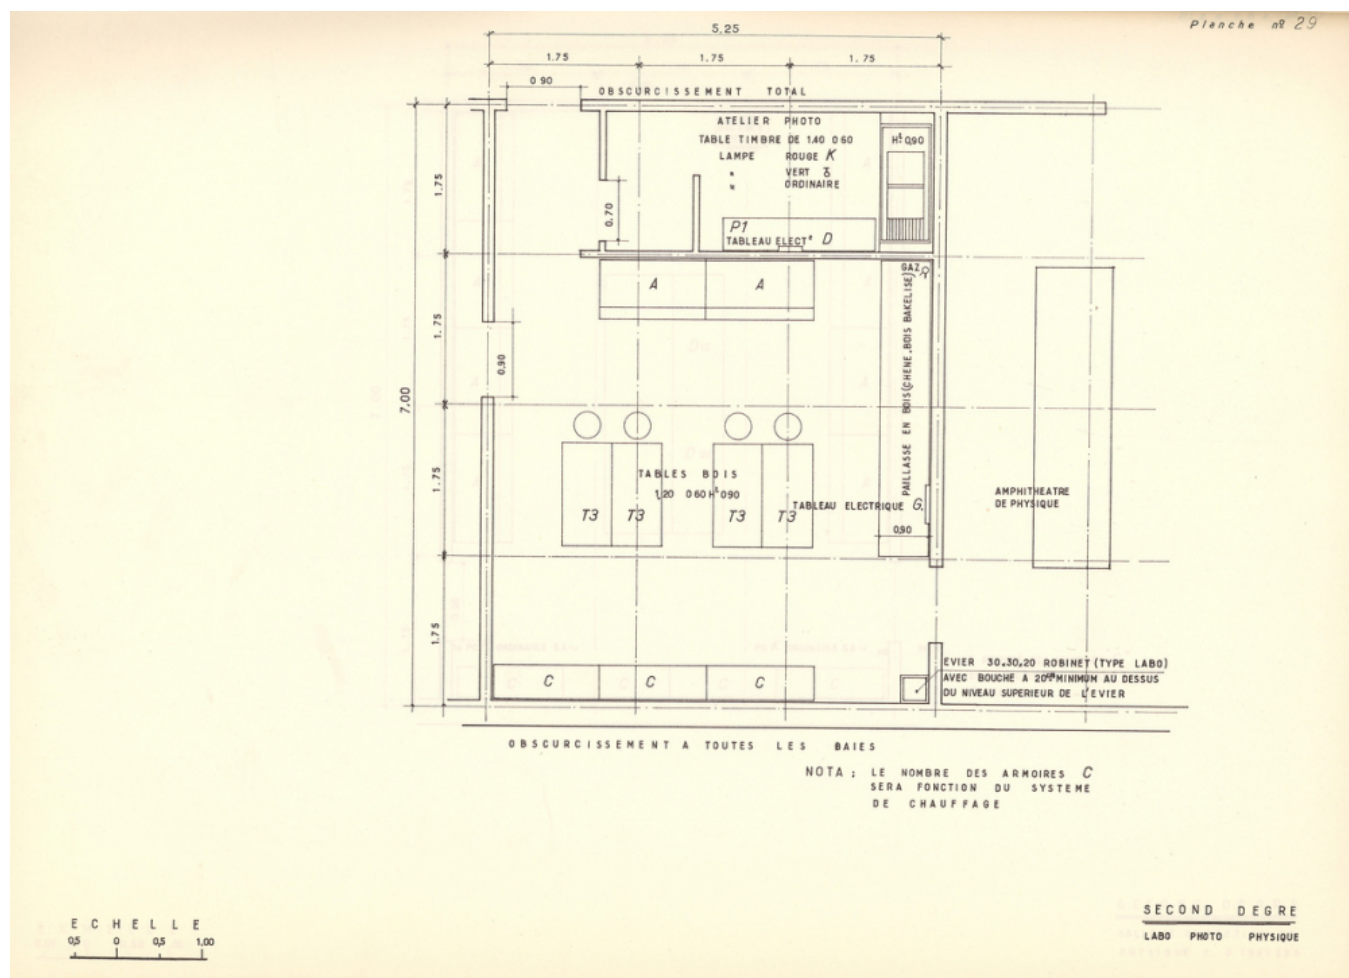 Planche nº 29
5.25
1.75 1.75 1.75
0 90
OBSCURCISSEMENT TOTAL
ATELIER PHOTO
TABLE TIMBRE DE 1.40 0 60
LAMPE ROUGE K
" VERT
" ORDINAIRE
Ht 0,90
1.75
0.70
P1
TABLEAU ELECTe D
GAZ
A A
1.75
0,90
7.00
PAILLASSE EN BOIS (CHENE.BOIS BAKELISE)
TABLES BOIS
1,20 0 60 Ht 0 90
1.75
T3 T3 T3 T3
TABLEAU ELECTRIQUE G.
0,90
AMPHITHEATRE
DE PHYSIQUE
1.75
C C C
EVIER 30.30,20 ROBINET (TYPE LABO)
AVEC BOUCHE A 20cm MINIMUM AU DESSUS
DU NIVEAU SUPERIEUR DE L'EVIER
OBSCURCISSEMENT A TOUTES LES BAIES
NOTA ; LE NOMBRE DES ARMOIRES C
SERA FONCTION DU SYSTEME
DE CHAUFFAGE
ECHELLE
0,5 0 0,5 1,00
SECOND DEGRE
LABO PHOTO PHYSIQUE